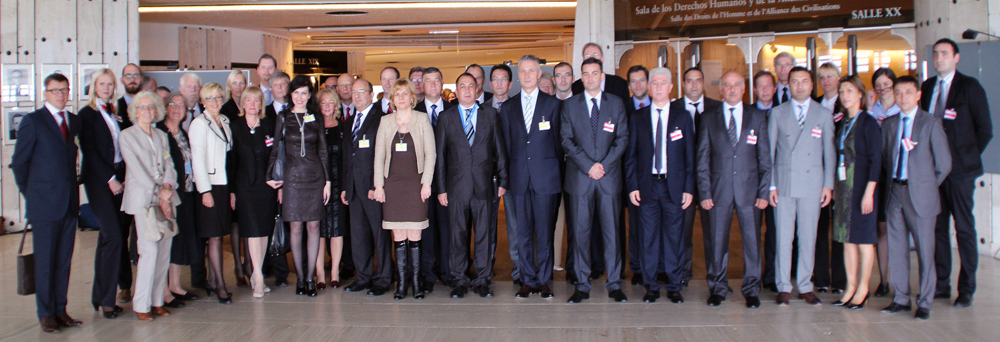 Sala de los Derechos Humanos y de la
Salle des Droits de l'Homme et de l'Alliance des Civilisations
SALLE XX
SALLE XIX